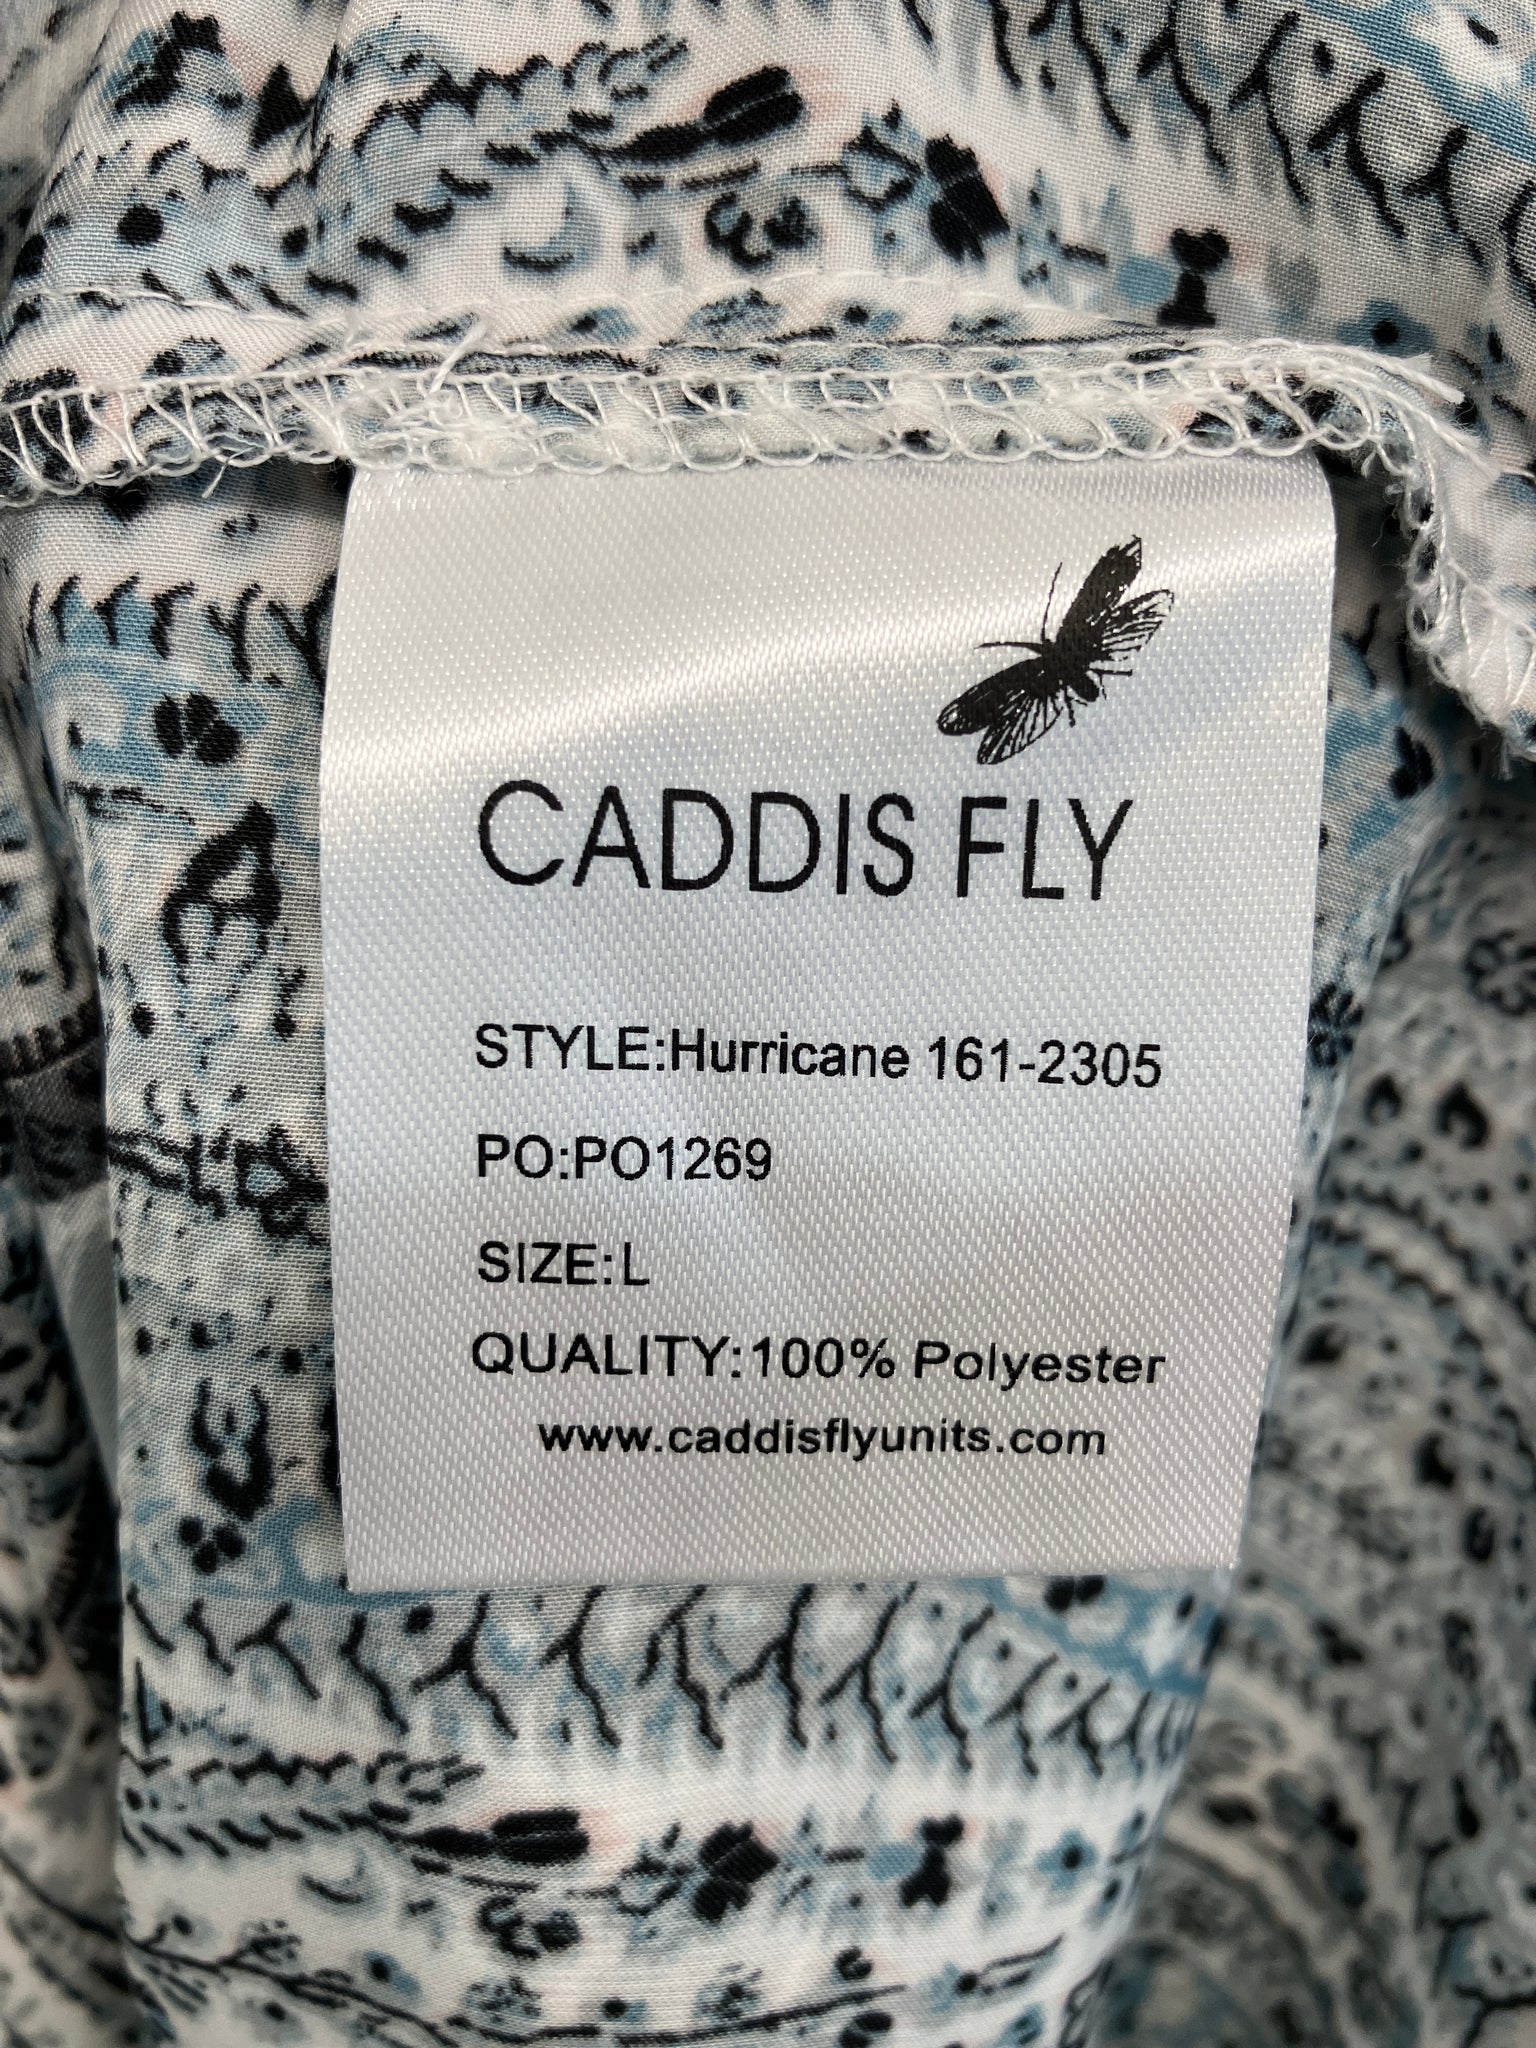 CADDIS FLY
STYLE:Hurricane 161-2305
PO:PO1269
SIZE:L
QUALITY:100% Polyester
www.caddisflyunits.com